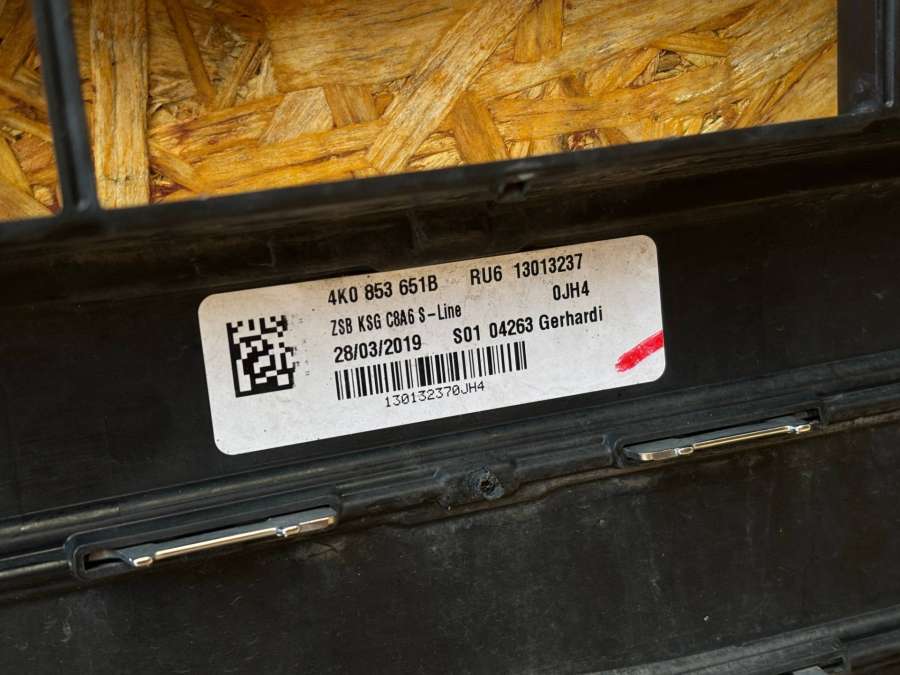 4K0 853 651B RU6 13013237
ZSB KSG C8A6 S-Line 0JH4
28/03/2019 S01 04263 Gerhardi
130132370JH4